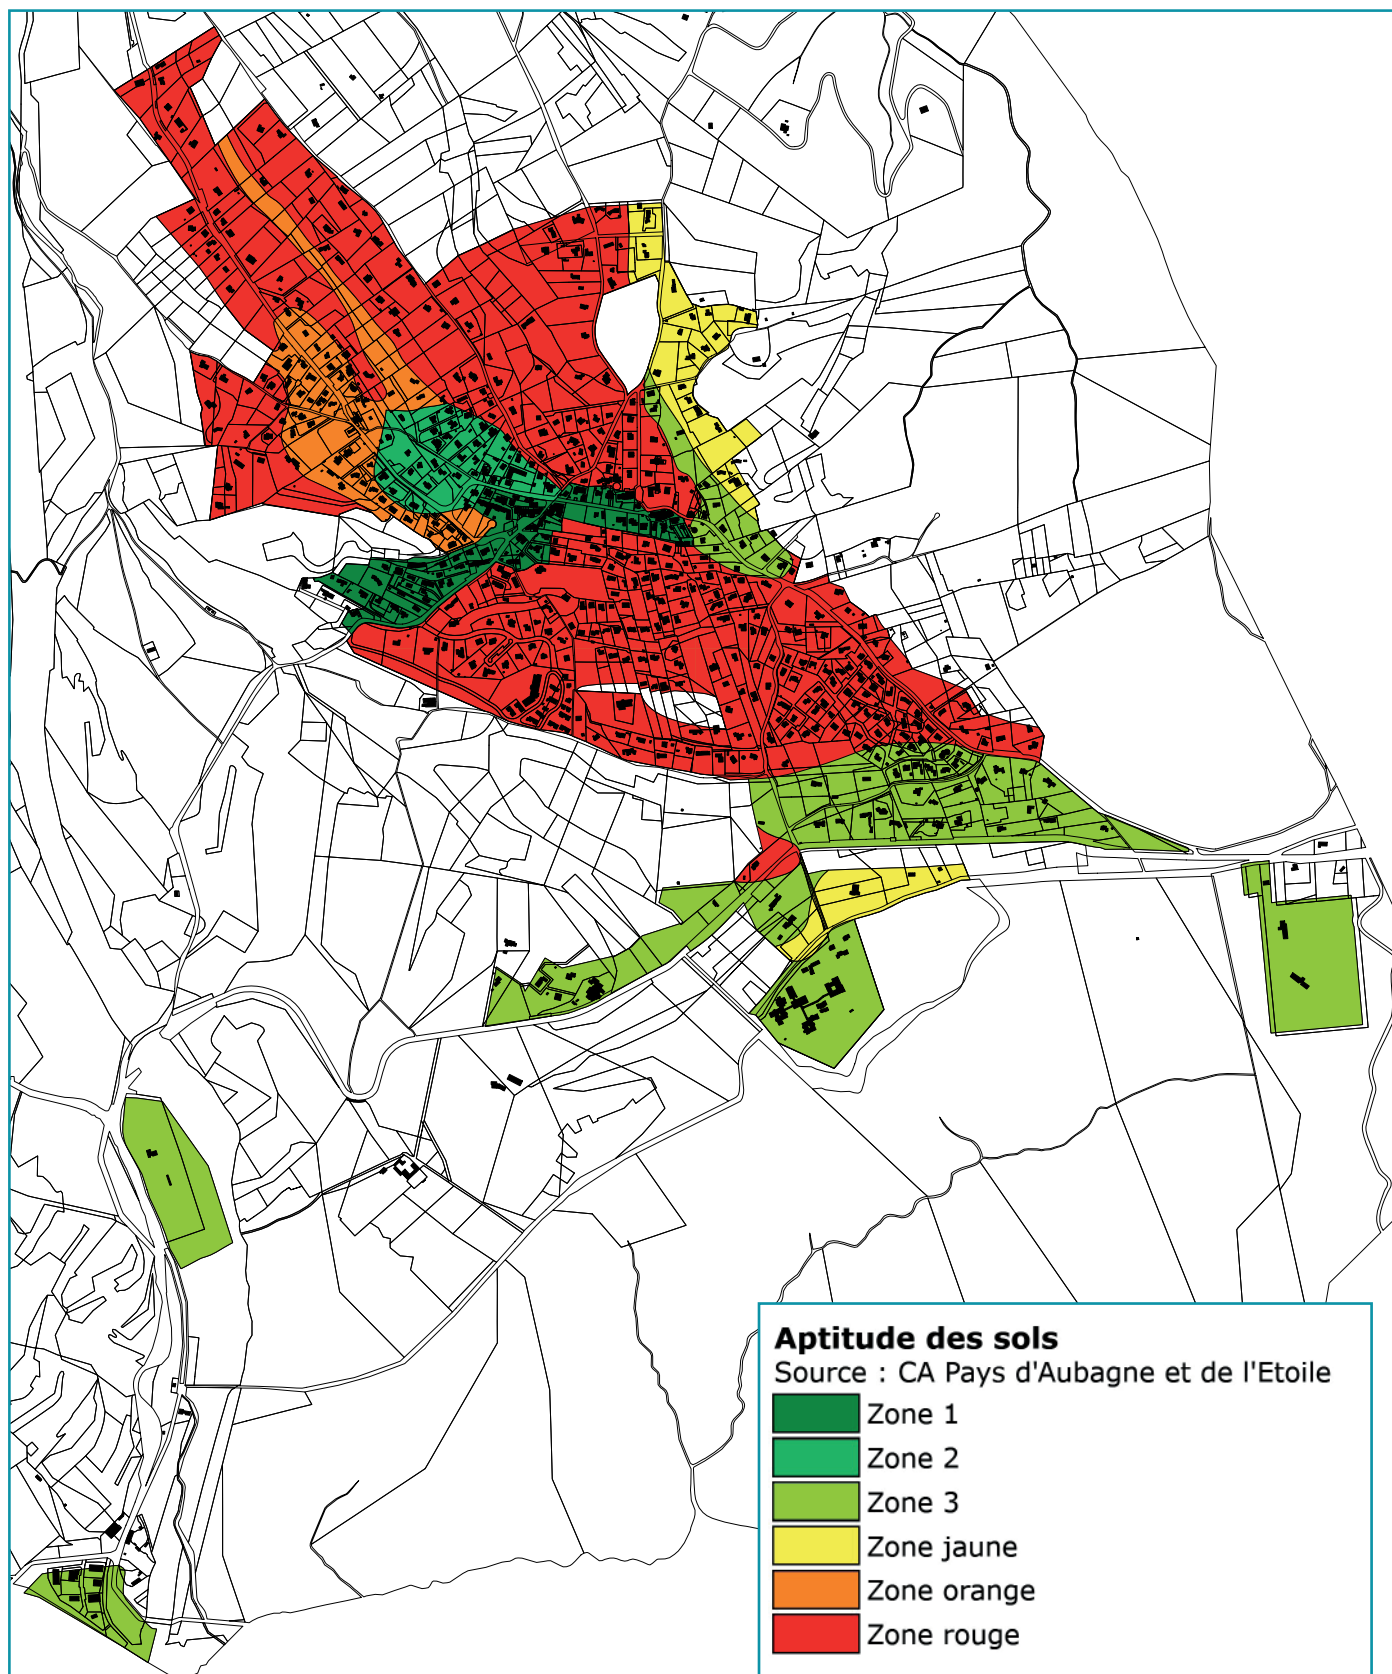 Aptitude des sols
Source : CA Pays d'Aubagne et de l'Etoile
Zone 1
Zone 2
Zone 3
Zone jaune
Zone orange
Zone rouge